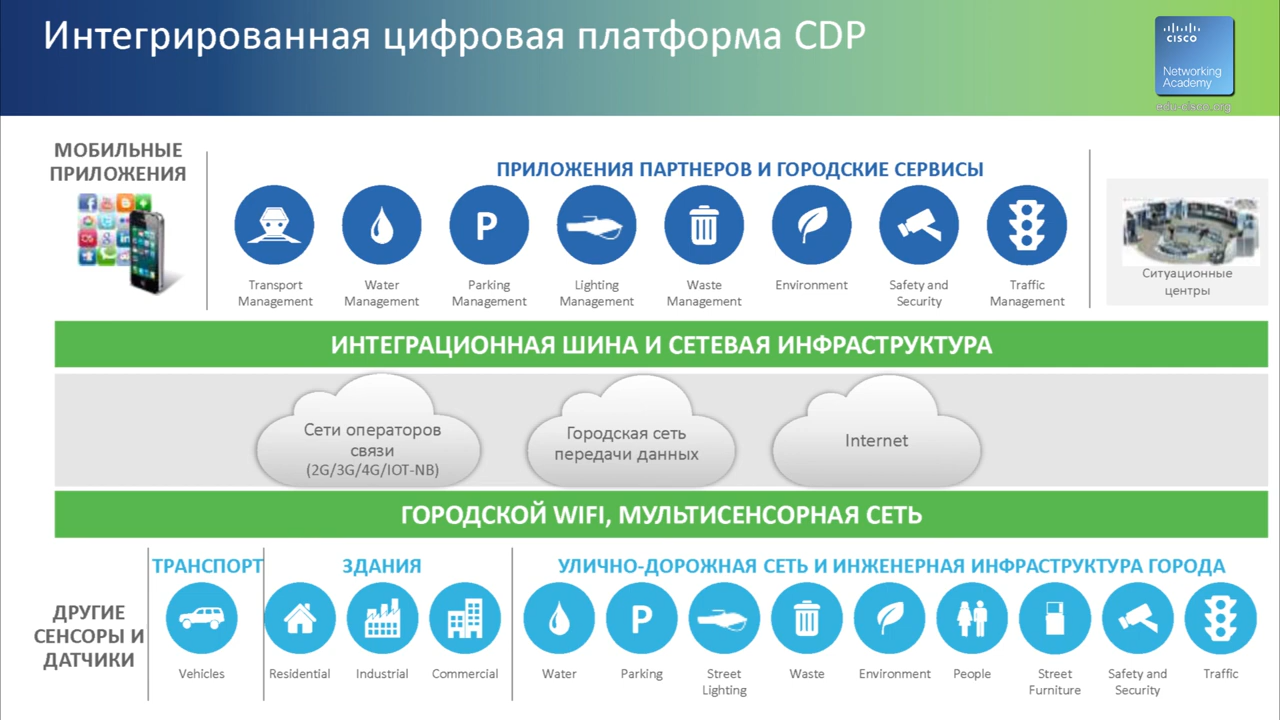 Интегрированная цифровая платформа CDP
CISCO
Networking
Academy
edu-cisco.org
МОБИЛЬНЫЕ
ПРИЛОЖЕНИЯ
ПРИЛОЖЕНИЯ ПАРТНЕРОВ И ГОРОДСКИЕ СЕРВИСЫ
P
Transport
Management
Water
Management
Parking
Management
Lighting
Management
Waste
Management
Environment
Safety and
Security
Traffic
Management
Ситуационные
центры
ИНТЕГРАЦИОННАЯ ШИНА И СЕТЕВАЯ ИНФРАСТРУКТУРА
Сети операторов
связи
(2G/3G/4G/IOT-NB)
Городская сеть
передачи данных
Internet
ГОРОДСКОЙ WIFI, МУЛЬТИСЕНСОРНАЯ СЕТЬ
ДРУГИЕ
СЕНСОРЫ И
ДАТЧИКИ
ТРАНСПОРТ
Vehicles
ЗДАНИЯ
Residential
Industrial
Commercial
УЛИЧНО-ДОРОЖНАЯ СЕТЬ И ИНЖЕНЕРНАЯ ИНФРАСТРУКТУРА ГОРОДА
P
Water
Parking
Street
Lighting
Waste
Environment
People
Street
Furniture
Safety and
Security
Traffic